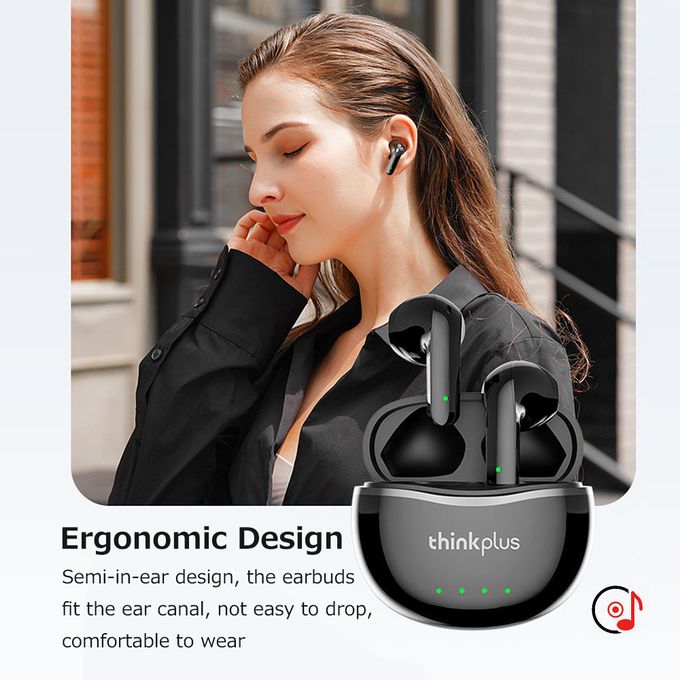 thinkplus
Ergonomic Design
Semi-in-ear design, the earbuds
fit the ear canal, not easy to drop,
comfortable to wear